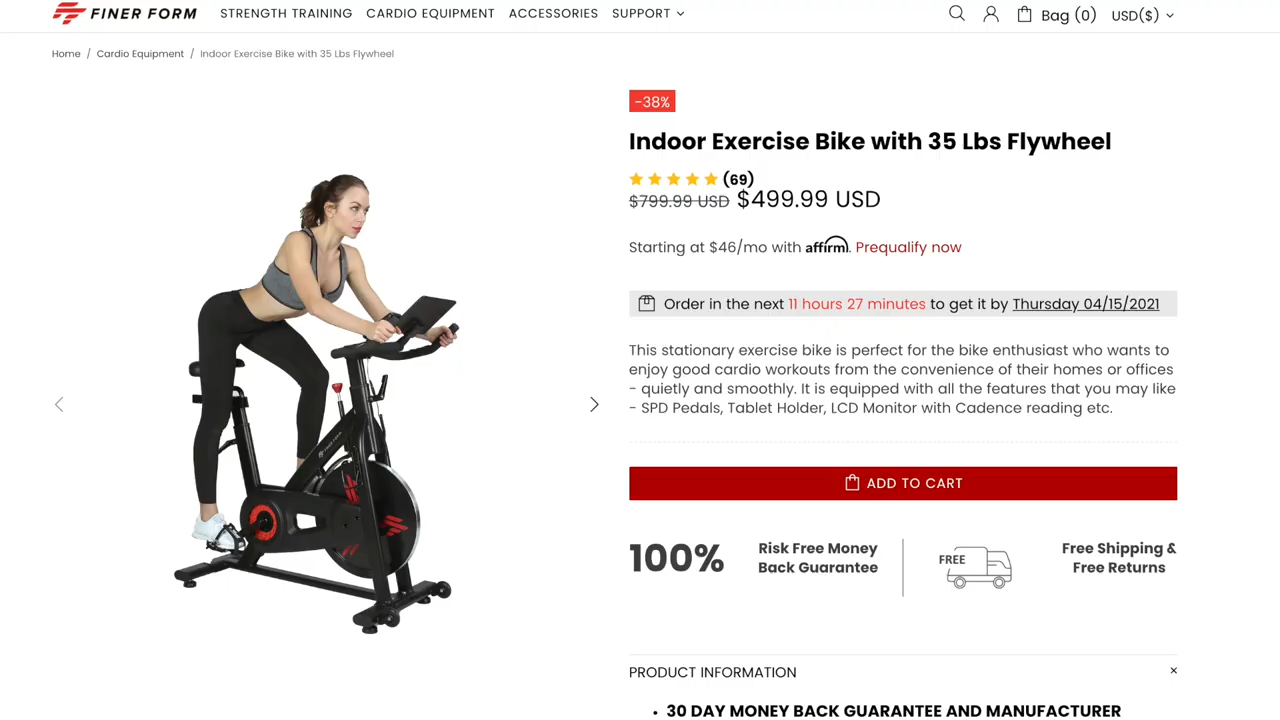 FINER FORM
STRENGTH TRAINING CARDIO EQUIPMENT ACCESSORIES SUPPORT
Bag (0) USD($)
Home / Cardio Equipment / Indoor Exercise Bike with 35 Lbs Flywheel
-38%
Indoor Exercise Bike with 35 Lbs Flywheel
(69)
$799.99 USD $499.99 USD
Starting at $46/mo with affirm. Prequalify now
Order in the next 11 hours 27 minutes to get it by Thursday 04/15/2021
This stationary exercise bike is perfect for the bike enthusiast who wants to
enjoy good cardio workouts from the convenience of their homes or offices
- quietly and smoothly. It is equipped with all the features that you may like
- SPD Pedals, Tablet Holder, LCD Monitor with Cadence reading etc.
FINER FORM
ADD TO CART
100%
Risk Free Money
Back Guarantee
FREE
Free Shipping &
Free Returns
PRODUCT INFORMATION ×
• 30 DAY MONEY BACK GUARANTEE AND MANUFACTURER